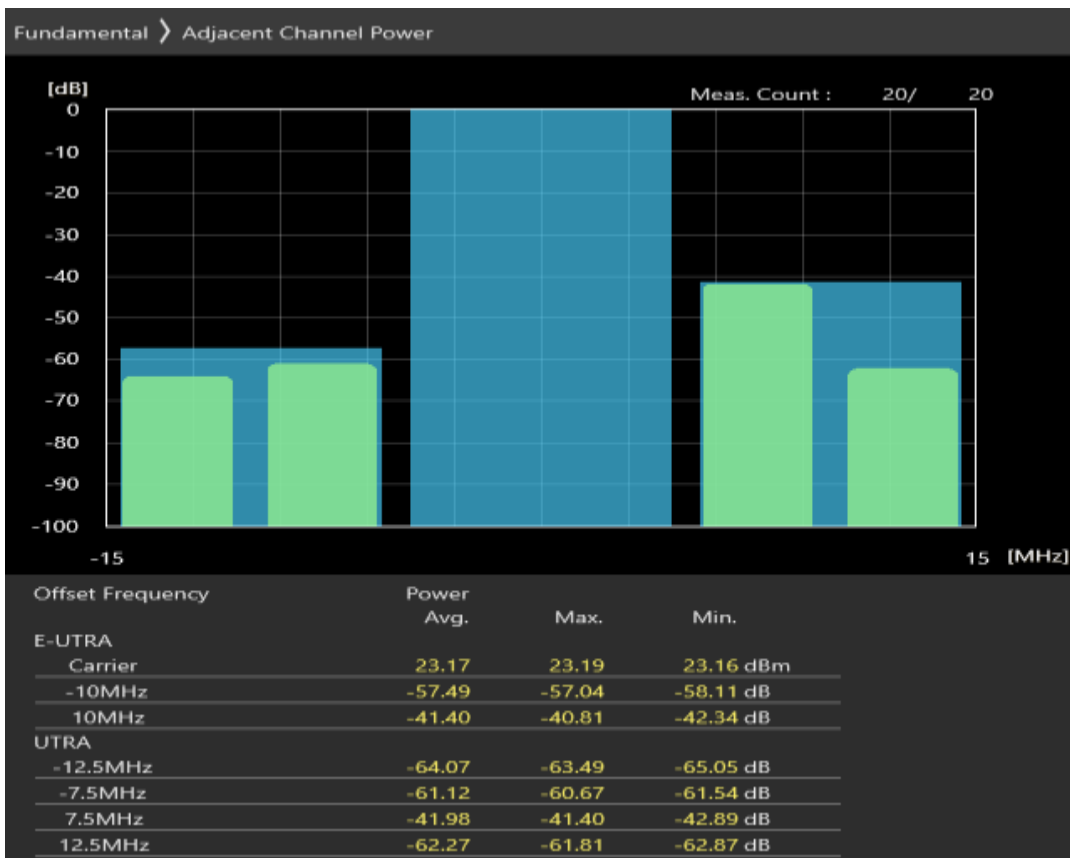 Fundamental 〉 Adjacent Channel Power
[dB]
Meas. Count : 20/ 20
0
-10
-20
-30
-40
-50
-60
-70
-80
-90
-100
-15 15 [MHz]
Offset Frequency Power
Avg. Max. Min.
E-UTRA
Carrier 23.17 23.19 23.16 dBm
-10MHz -57.49 -57.04 -58.11 dB
10MHz -41.40 -40.81 -42.34 dB
UTRA
-12.5MHz -64.07 -63.49 -65.05 dB
-7.5MHz -61.12 -60.67 -61.54 dB
7.5MHz -41.98 -41.40 -42.89 dB
12.5MHz -62.27 -61.81 -62.87 dB